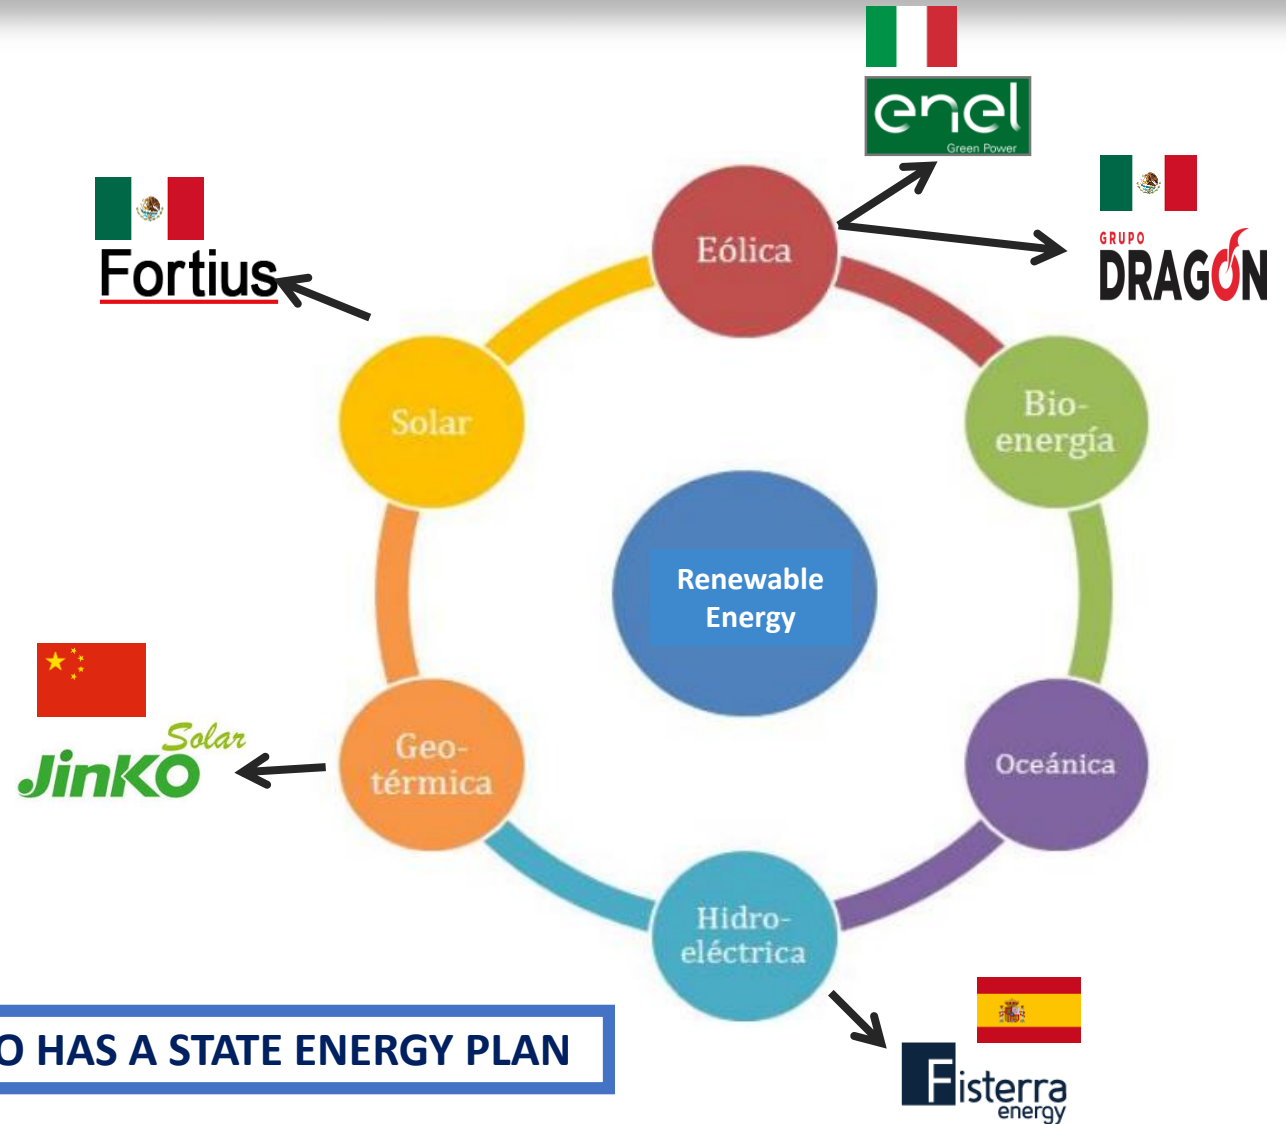 enel
Green Power
GRUPO
DRAGÓN
Fortius
Eólica
Solar
Bio-
energía
Renewable
Energy
Solar
JinKO
Geo-
térmica
Oceánica
Hidro-
eléctrica
O HAS A STATE ENERGY PLAN
Fisterra
energy